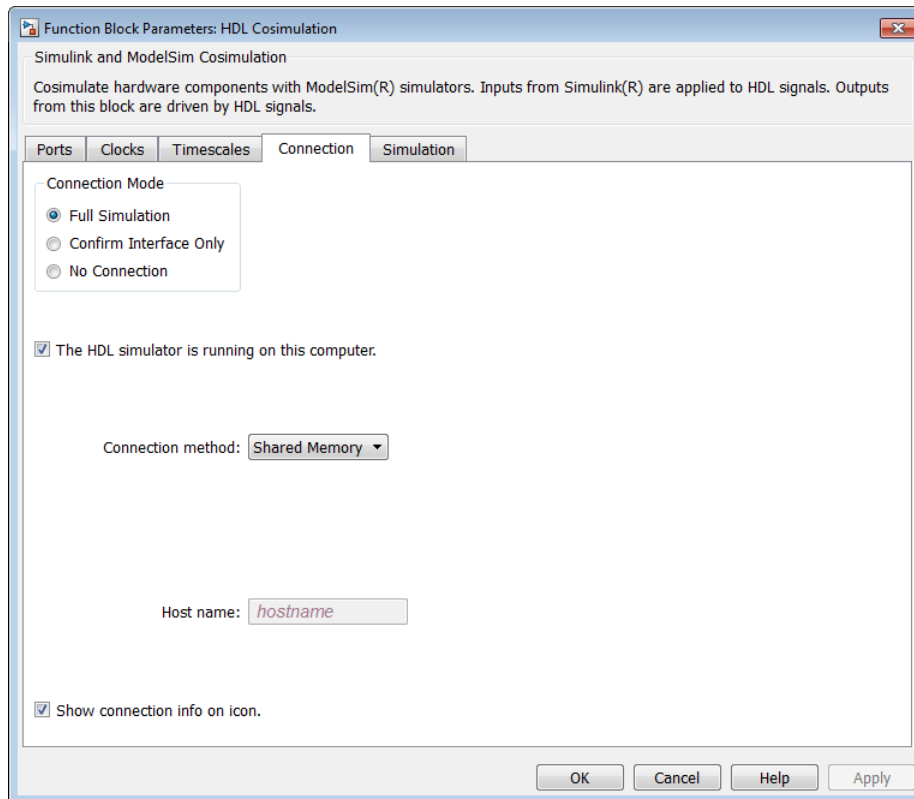 Function Block Parameters: HDL Cosimulation
Simulink and ModelSim Cosimulation
Cosimulate hardware components with ModelSim(R) simulators. Inputs from Simulink(R) are applied to HDL signals. Outputs
from this block are driven by HDL signals.
Ports Clocks Timescales Connection Simulation
Connection Mode
Full Simulation
Confirm Interface Only
No Connection
The HDL simulator is running on this computer.
Connection method: Shared Memory
Host name: hostname
Show connection info on icon.
OK Cancel Help Apply